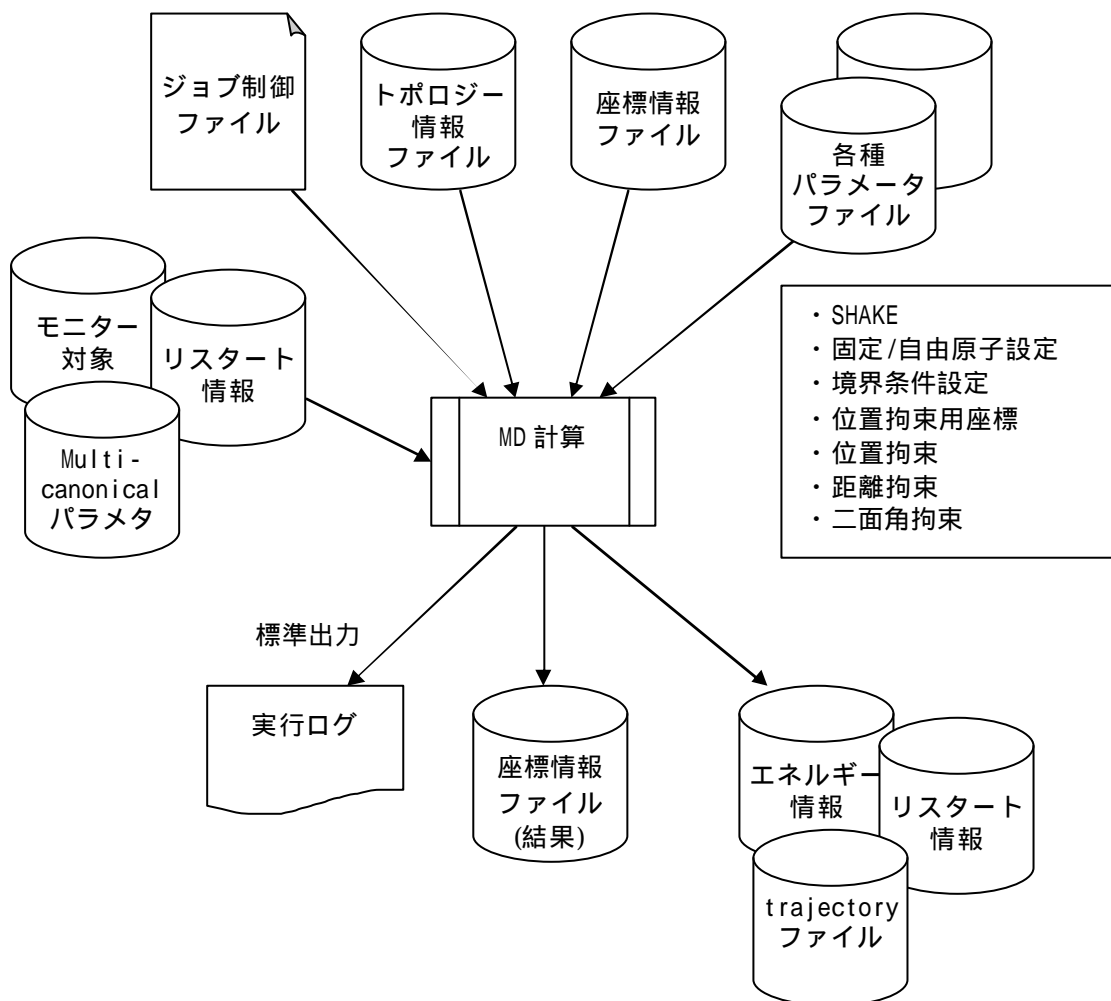 ジョブ制御
ファイル
トポロジー
情報
ファイル
座標情報
ファイル
各種
パラメータ
ファイル
モニター
対象
リスタート
情報
Multi-
canonical
パラメタ
MD 計算
・ SHAKE
・ 固定/自由原子設定
・ 境界条件設定
・ 位置拘束用座標
・ 位置拘束
・ 距離拘束
・ 二面角拘束
標準出力
実行ログ
座標情報
ファイル
(結果)
エネルギー
情報
リスタート
情報
trajectory
ファイル